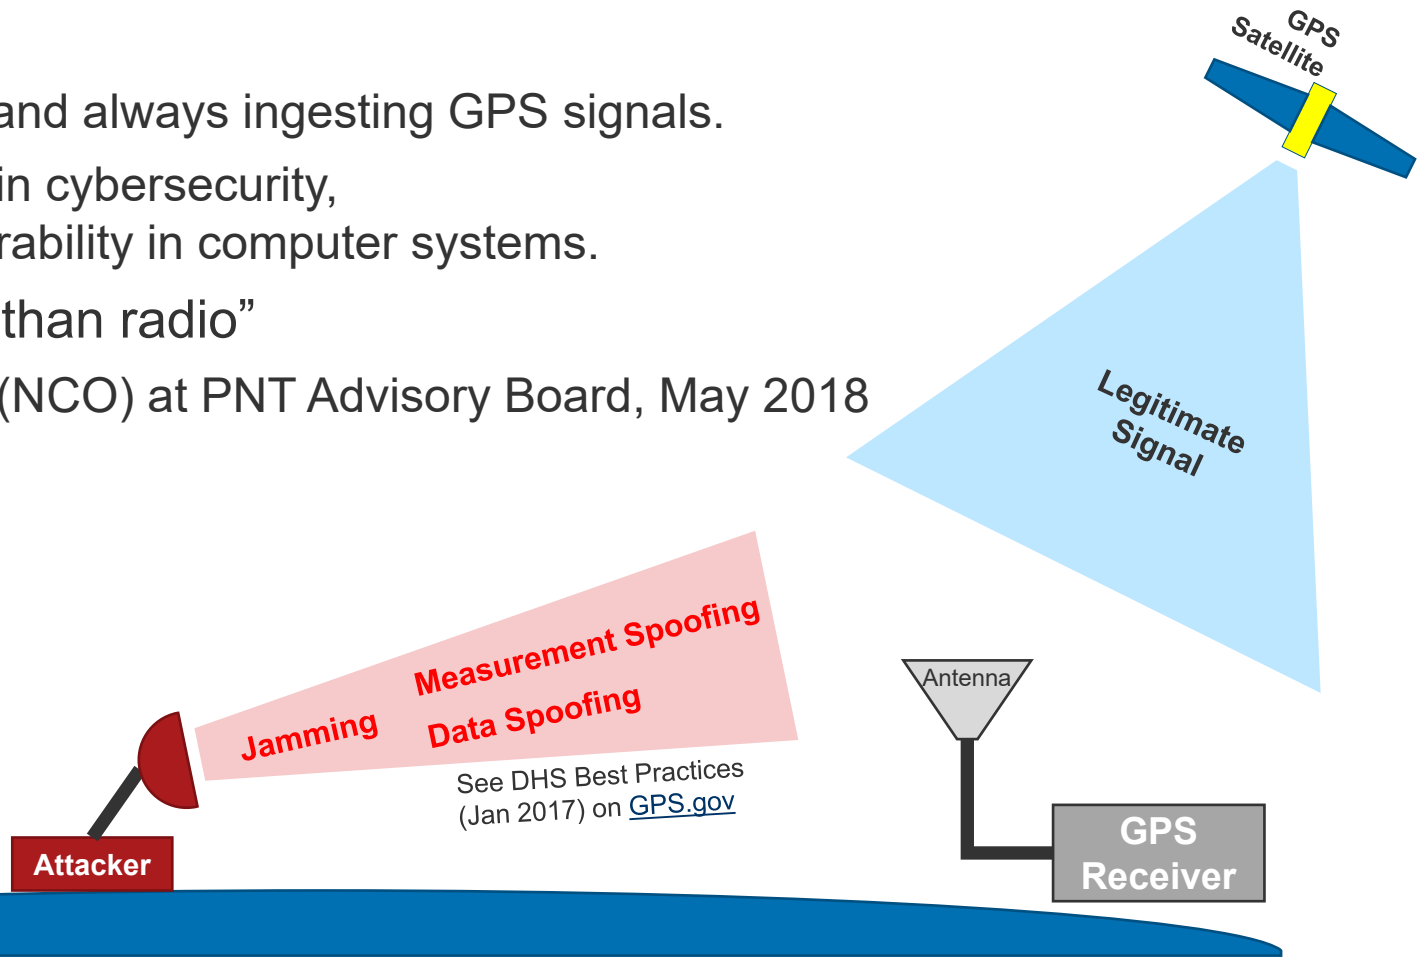 GPS
Satellite
and always ingesting GPS signals.
in cybersecurity,
rability in computer systems.
than radio”
(NCO) at PNT Advisory Board, May 2018
Legitimate
Signal
Measurement Spoofing
Jamming
Data Spoofing
See DHS Best Practices
(Jan 2017) on GPS.gov
Antenna
GPS
Receiver
Attacker